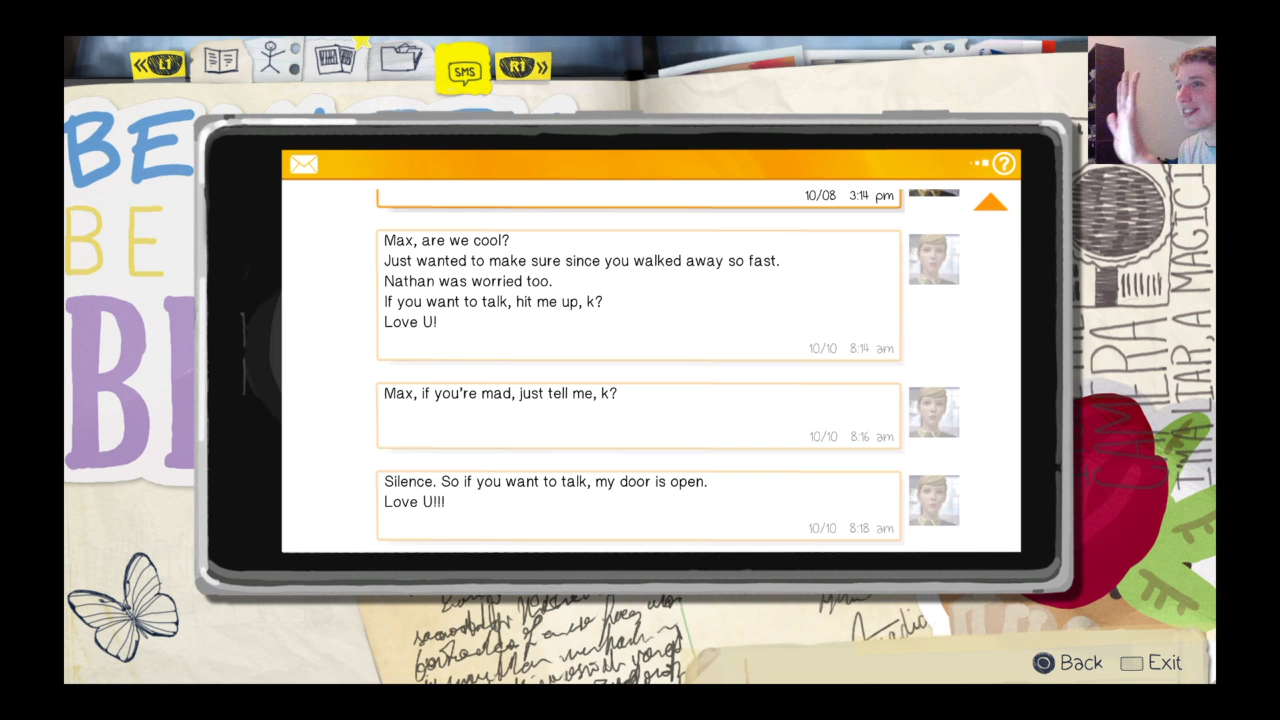 L1
SMS
R1
BE
BE
10/08 3:14 pm
Max, are we cool?
Just wanted to make sure since you walked away so fast.
Nathan was worried too.
If you want to talk, hit me up, k?
Love U!
10/10 8:14 am
Max, if you're mad, just tell me, k?
10/10 8:16 am
Silence. So if you want to talk, my door is open.
Love U!!!
10/10 8:18 am
CAMERA
Back
Exit